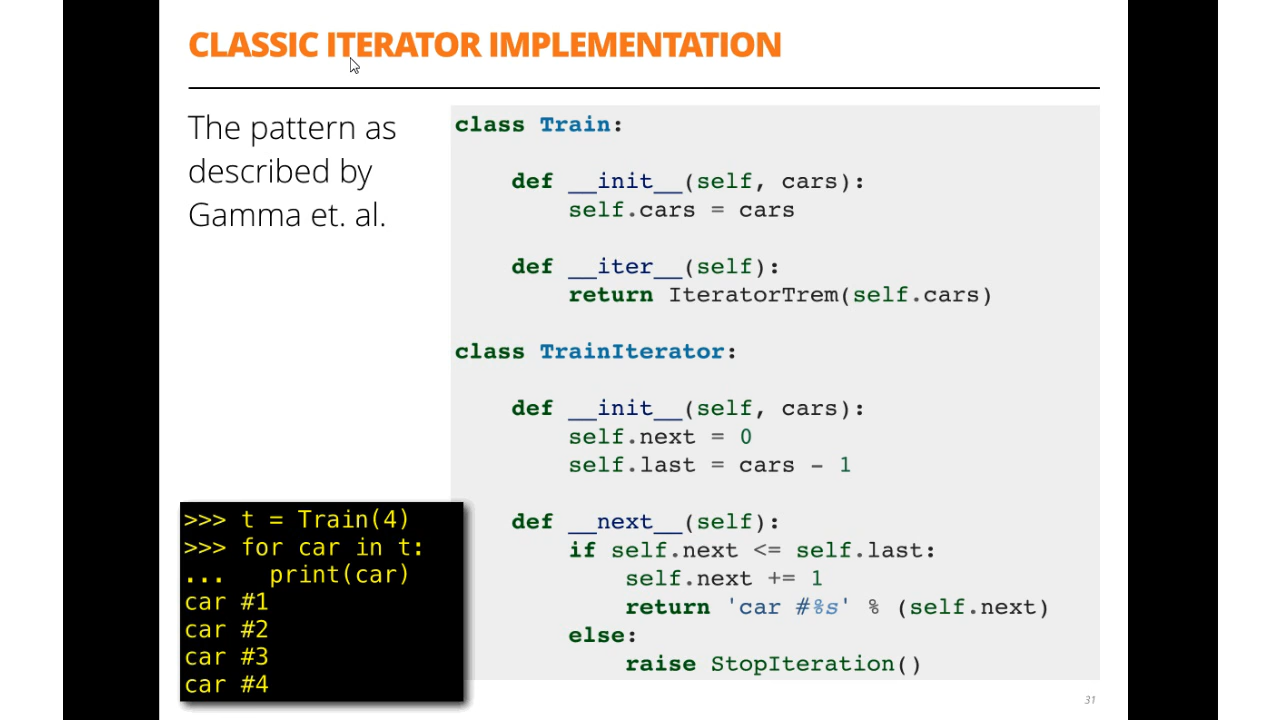 CLASSIC ITERATOR IMPLEMENTATION
The pattern as
described by
Gamma et. al.
class Train:
def __init__(self, cars):
self.cars = cars
def __iter__(self):
return IteratorTrem(self.cars)
class TrainIterator:
def __init__(self, cars):
self.next = 0
self.last = cars - 1
def __next__(self):
if self.next <= self.last:
self.next += 1
return 'car #%s' % (self.next)
else:
raise StopIteration()
>>> t = Train(4)
>>> for car in t:
...   print(car)
car #1
car #2
car #3
car #4
31